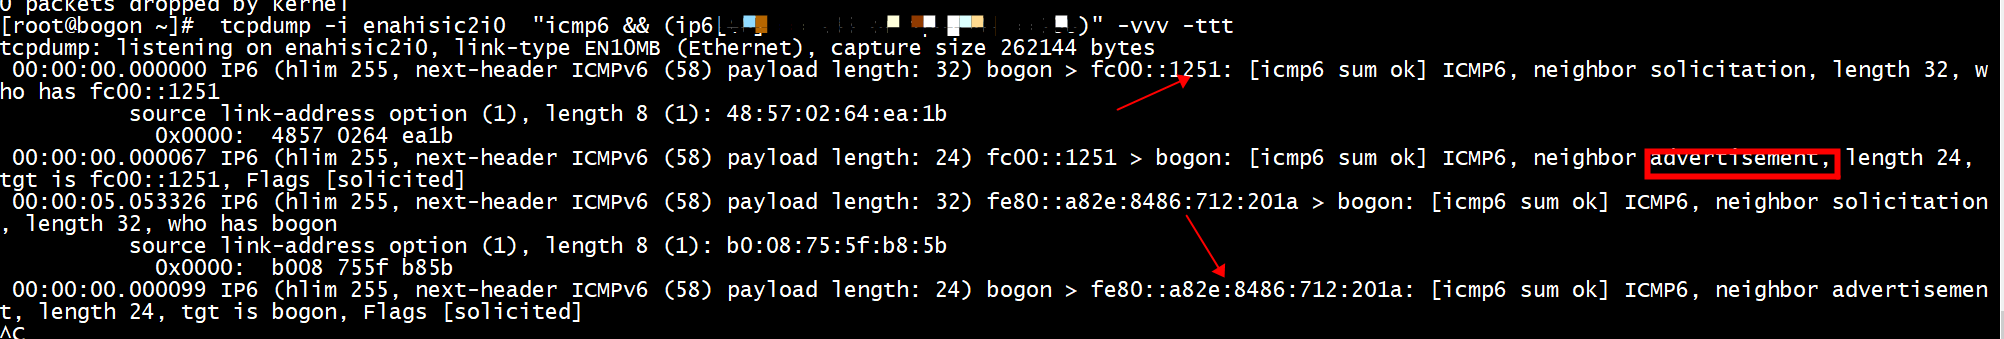 0 packets dropped by kernel
[root@bogon ~]#  tcpdump -i enahisic2i0  "icmp6 && (ip6[ )" -vvv -ttt
tcpdump: listening on enahisic2i0, link-type EN10MB (Ethernet), capture size 262144 bytes
 00:00:00.000000 IP6 (hlim 255, next-header ICMPv6 (58) payload length: 32) bogon > fc00::1251: [icmp6 sum ok] ICMP6, neighbor solicitation, length 32, w
ho has fc00::1251
          source link-address option (1), length 8 (1): 48:57:02:64:ea:1b
            0x0000:  4857 0264 ea1b
 00:00:00.000067 IP6 (hlim 255, next-header ICMPv6 (58) payload length: 24) fc00::1251 > bogon: [icmp6 sum ok] ICMP6, neighbor advertisement, length 24,
tgt is fc00::1251, Flags [solicited]
 00:00:05.053326 IP6 (hlim 255, next-header ICMPv6 (58) payload length: 32) fe80::a82e:8486:712:201a > bogon: [icmp6 sum ok] ICMP6, neighbor solicitation
, length 32, who has bogon
          source link-address option (1), length 8 (1): b0:08:75:5f:b8:5b
            0x0000:  b008 755f b85b
 00:00:00.000099 IP6 (hlim 255, next-header ICMPv6 (58) payload length: 24) bogon > fe80::a82e:8486:712:201a: [icmp6 sum ok] ICMP6, neighbor advertisemen
t, length 24, tgt is bogon, Flags [solicited]
^C